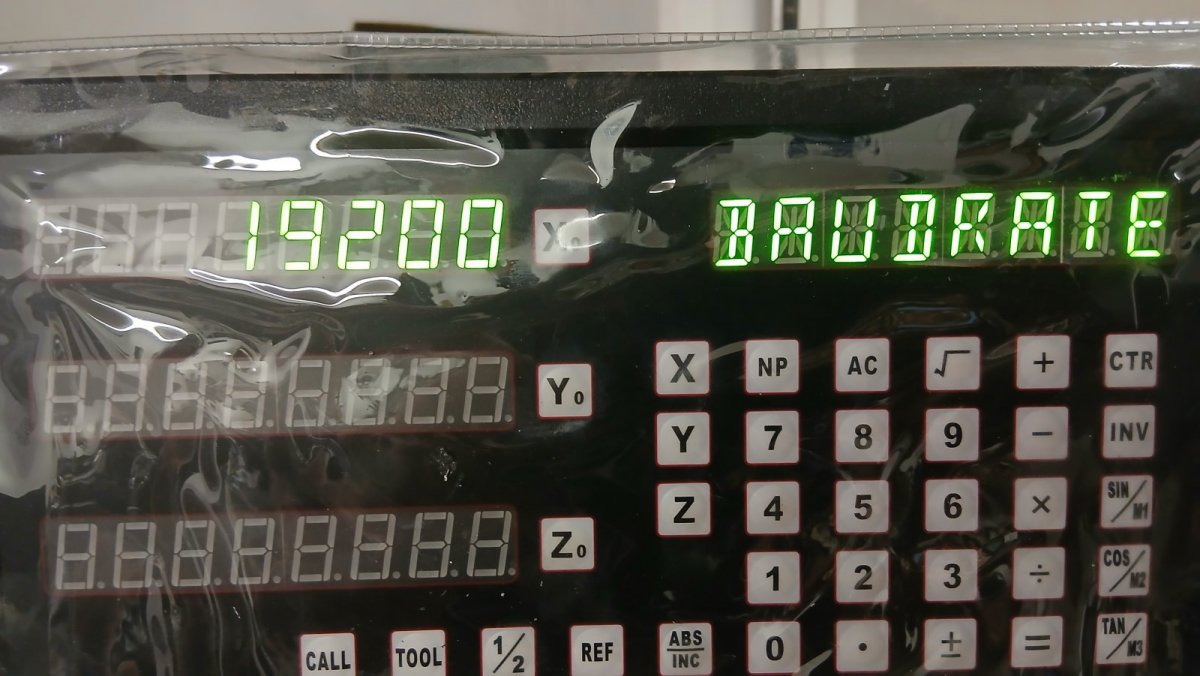 19200 X₀ BAUDRATE
X NP AC √ + CTR
Y₀
Y 7 8 9 − INV
Z 4 5 6 × SIN/M1
Z₀
1 2 3 ÷ COS/M2
CALL TOOL 1/2 REF ABS/INC 0 . ± = TAN/M3